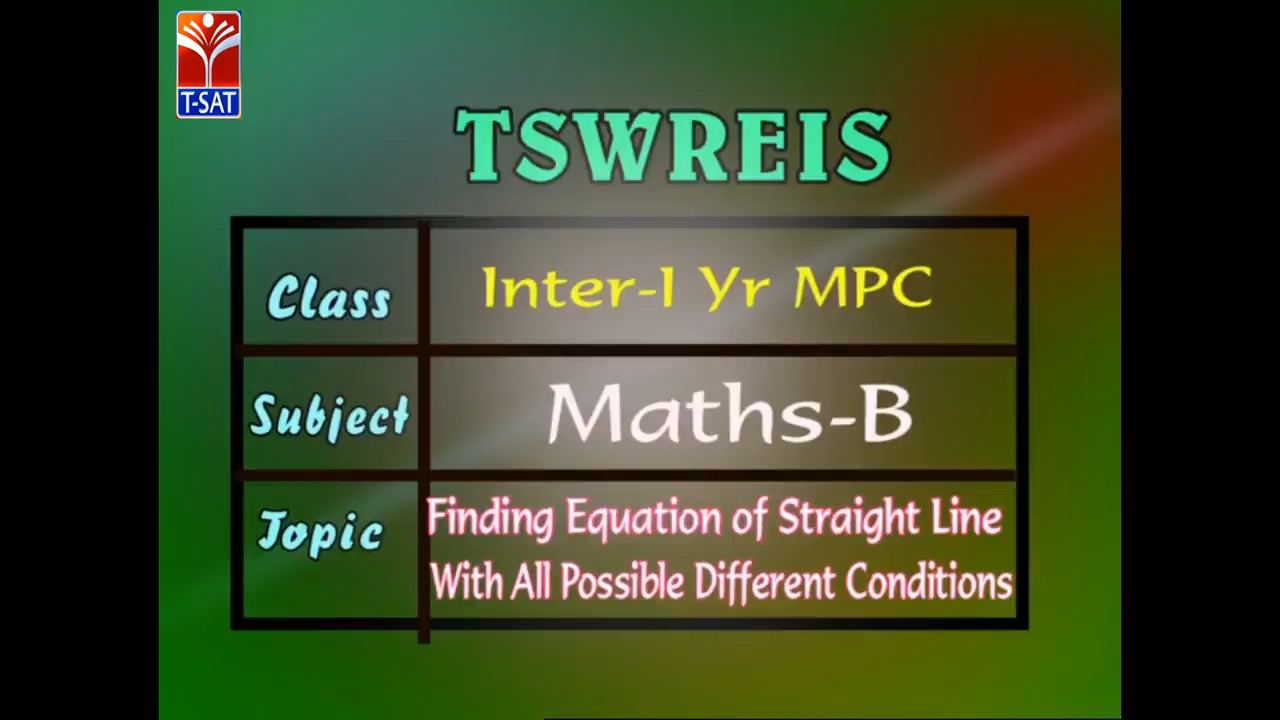 T-SAT
TSWREIS
Class
Inter-I Yr MPC
Subject
Maths-B
Topic
Finding Equation of Straight Line
With All Possible Different Conditions